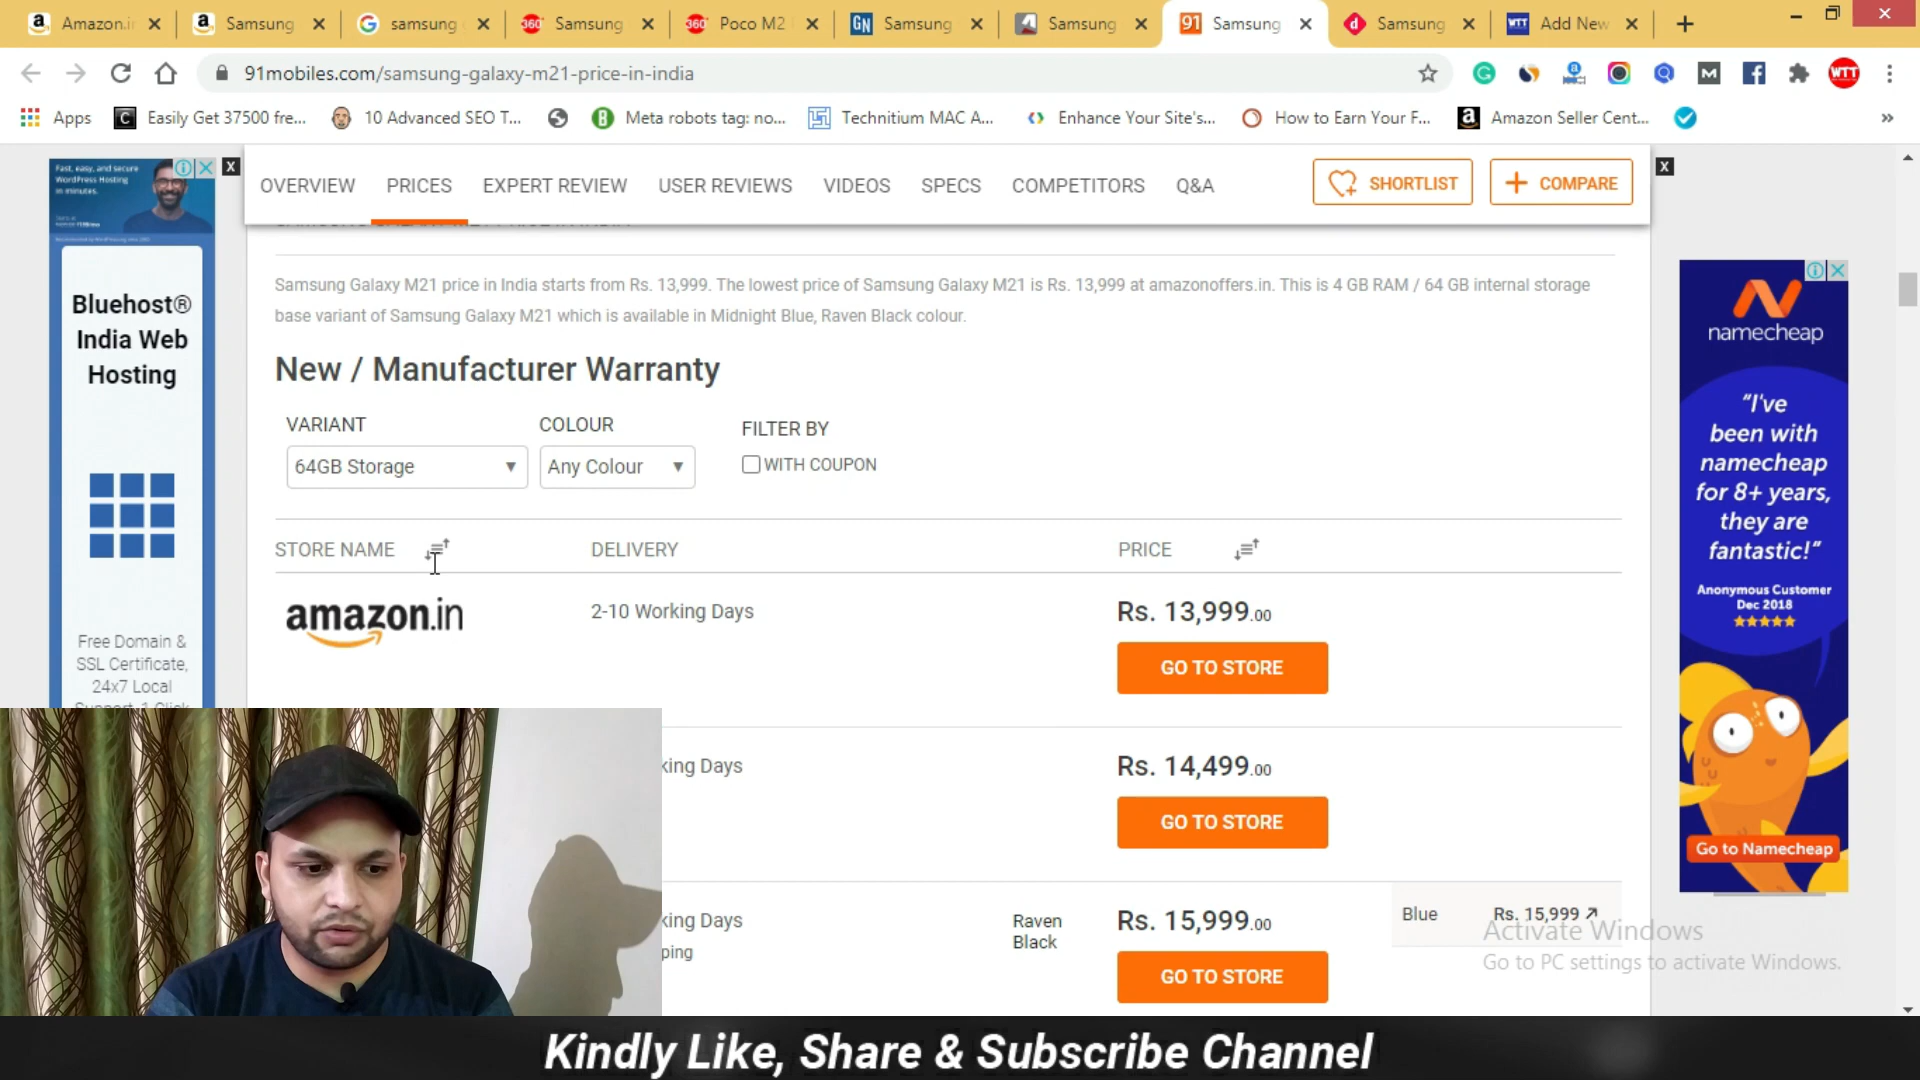 Amazon.i
Samsung
samsung
Samsung
Poco M2
Samsung
Samsung
Samsung
Samsung
Add New
91mobiles.com/samsung-galaxy-m21-price-in-india
Apps
Easily Get 37500 fre...
10 Advanced SEO T...
Meta robots tag: no...
Technitium MAC A...
Enhance Your Site's...
How to Earn Your F...
Amazon Seller Cent...
OVERVIEW
PRICES
EXPERT REVIEW
USER REVIEWS
VIDEOS
SPECS
COMPETITORS
Q&A
SHORTLIST
COMPARE
Fast, easy, and secure
WordPress Hosting
in minutes.
Bluehost®
India Web
Hosting
Free Domain &
SSL Certificate,
24x7 Local
Samsung Galaxy M21 price in India starts from Rs. 13,999. The lowest price of Samsung Galaxy M21 is Rs. 13,999 at amazonoffers.in. This is 4 GB RAM / 64 GB internal storage
base variant of Samsung Galaxy M21 which is available in Midnight Blue, Raven Black colour.
New / Manufacturer Warranty
VARIANT
COLOUR
FILTER BY
64GB Storage
Any Colour
WITH COUPON
STORE NAME
DELIVERY
PRICE
amazon.in
2-10 Working Days
Rs. 13,999.00
GO TO STORE
king Days
Rs. 14,499.00
GO TO STORE
king Days
ping
Raven
Black
Rs. 15,999.00
GO TO STORE
Blue
Rs. 15,999
namecheap
"I've
been with
namecheap
for 8+ years,
they are
fantastic!"
Anonymous Customer
Dec 2018
Go to Namecheap
Activate Windows
Go to PC settings to activate Windows.
Kindly Like, Share & Subscribe Channel